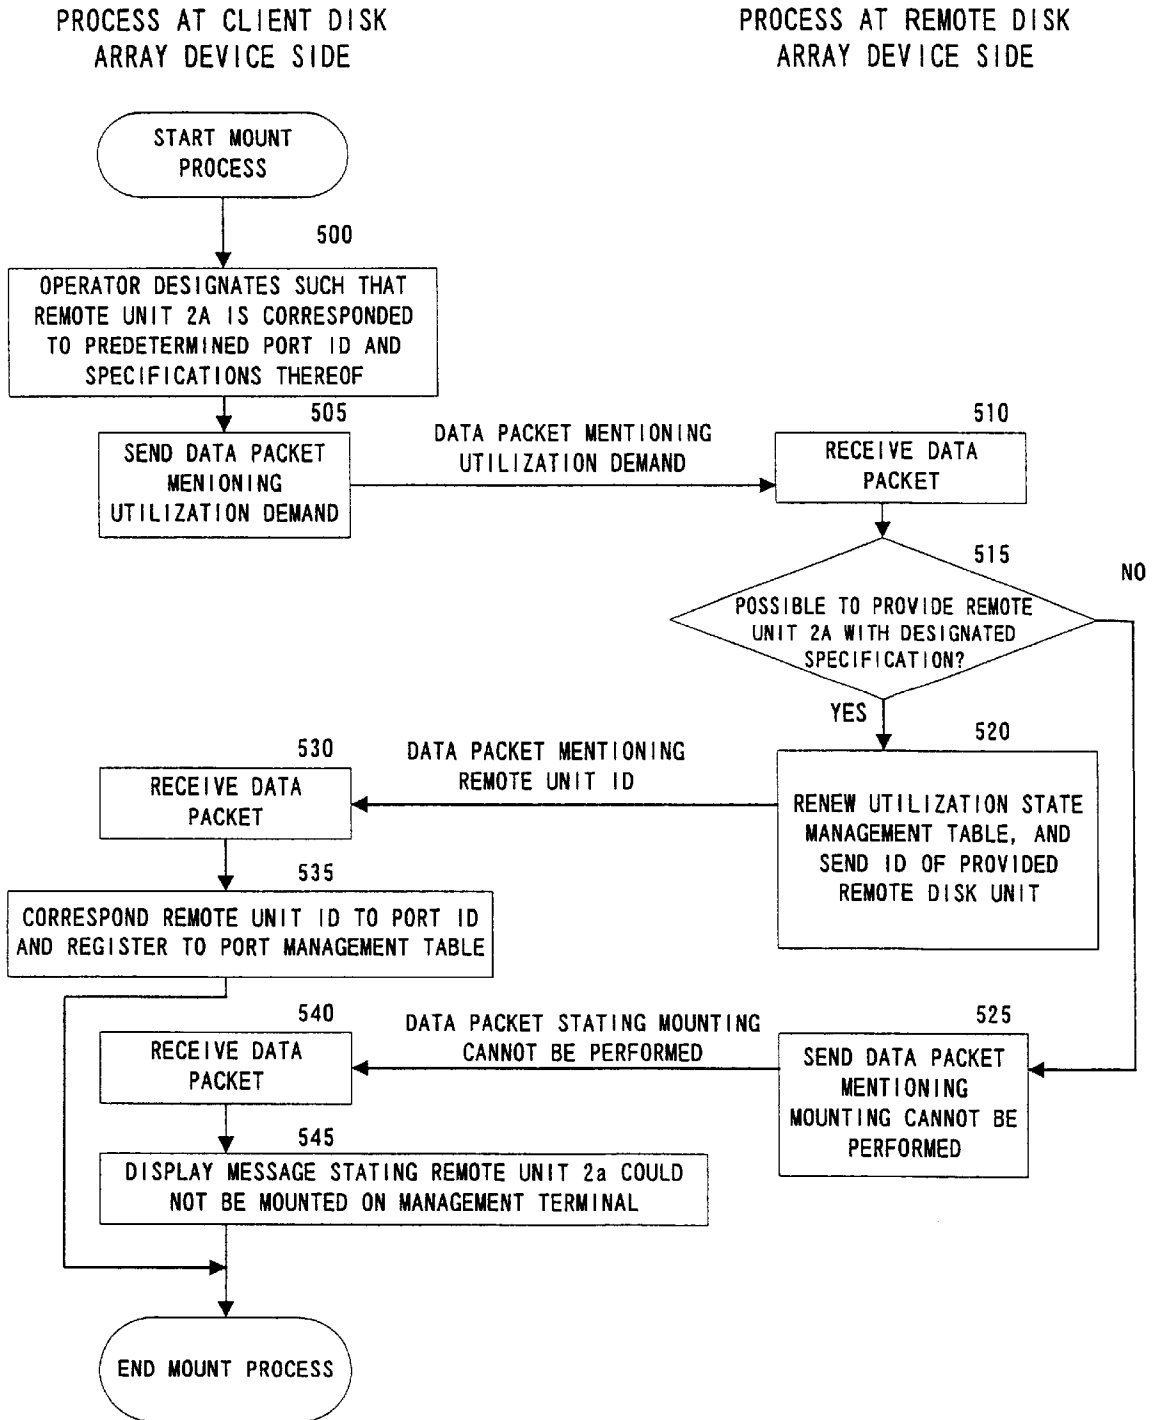 PROCESS AT CLIENT DISK
ARRAY DEVICE SIDE
PROCESS AT REMOTE DISK
ARRAY DEVICE SIDE
START MOUNT
PROCESS
500
OPERATOR DESIGNATES SUCH THAT
REMOTE UNIT 2A IS CORRESPONDED
TO PREDETERMINED PORT ID AND
SPECIFICATIONS THEREOF
505
SEND DATA PACKET
MENIONING
UTILIZATION DEMAND
DATA PACKET MENTIONING
UTILIZATION DEMAND
510
RECEIVE DATA
PACKET
515
NO
POSSIBLE TO PROVIDE REMOTE
UNIT 2A WITH DESIGNATED
SPECIFICATION?
YES
520
RENEW UTILIZATION STATE
MANAGEMENT TABLE, AND
SEND ID OF PROVIDED
REMOTE DISK UNIT
DATA PACKET MENTIONING
REMOTE UNIT ID
530
RECEIVE DATA
PACKET
535
CORRESPOND REMOTE UNIT ID TO PORT ID
AND REGISTER TO PORT MANAGEMENT TABLE
525
SEND DATA PACKET
MENTIONING
MOUNTING CANNOT BE
PERFORMED
DATA PACKET STATING MOUNTING
CANNOT BE PERFORMED
540
RECEIVE DATA
PACKET
545
DISPLAY MESSAGE STATING REMOTE UNIT 2a COULD
NOT BE MOUNTED ON MANAGEMENT TERMINAL
END MOUNT PROCESS